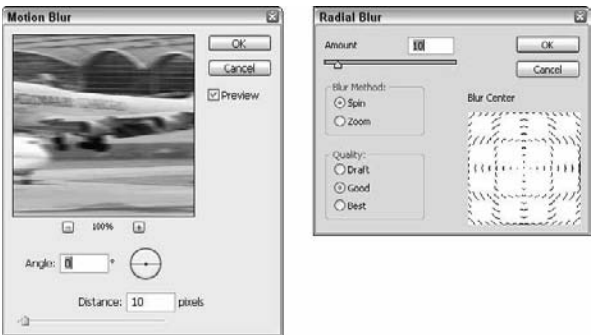 Motion Blur
OK
Cancel
Preview
100%
Angle: 0 °
Distance: 10 pixels
Radial Blur
Amount 10
OK
Cancel
Blur Method:
Spin
Zoom
Blur Center
Quality:
Draft
Good
Best